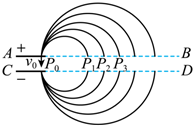 A + B
v₀ P₀ P₁ P₂ P₃
C − D